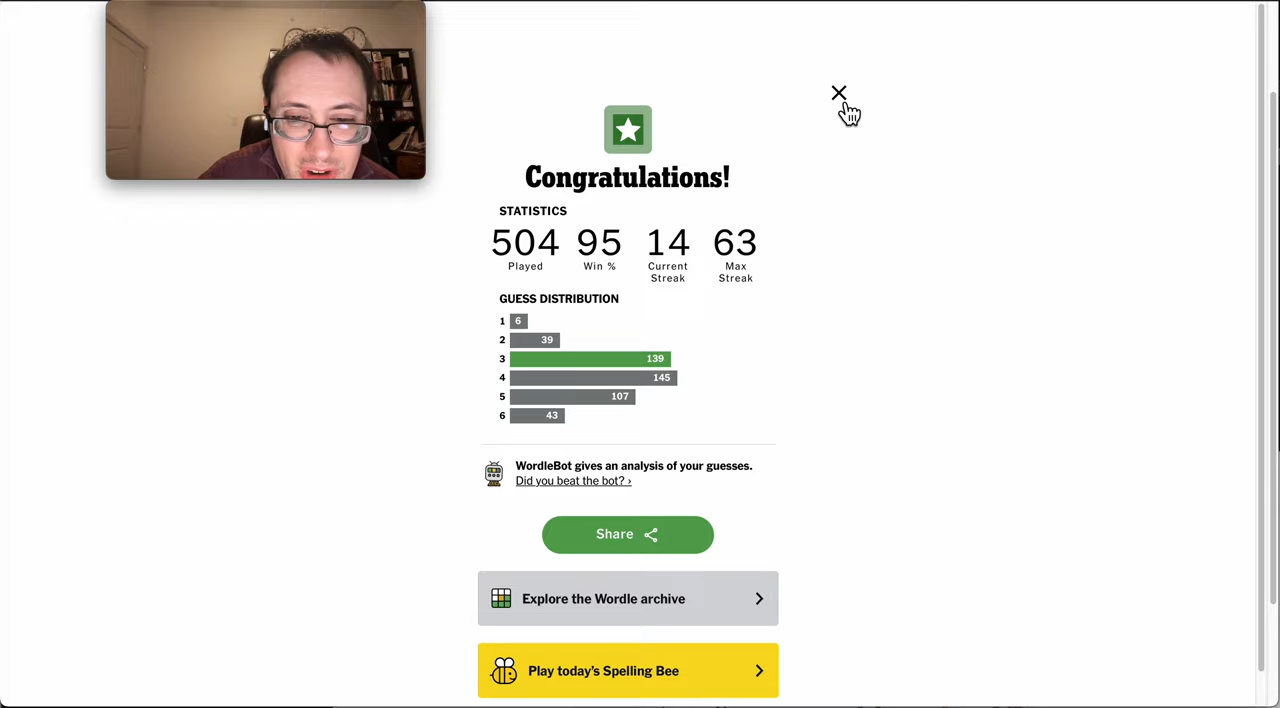 Congratulations!
STATISTICS
504 95 14 63
Played Win % Current Streak Max Streak
GUESS DISTRIBUTION
1 6
2 39
3 139
4 145
5 107
6 43
WordleBot gives an analysis of your guesses.
Did you beat the bot? ›
Share
Explore the Wordle archive
Play today’s Spelling Bee